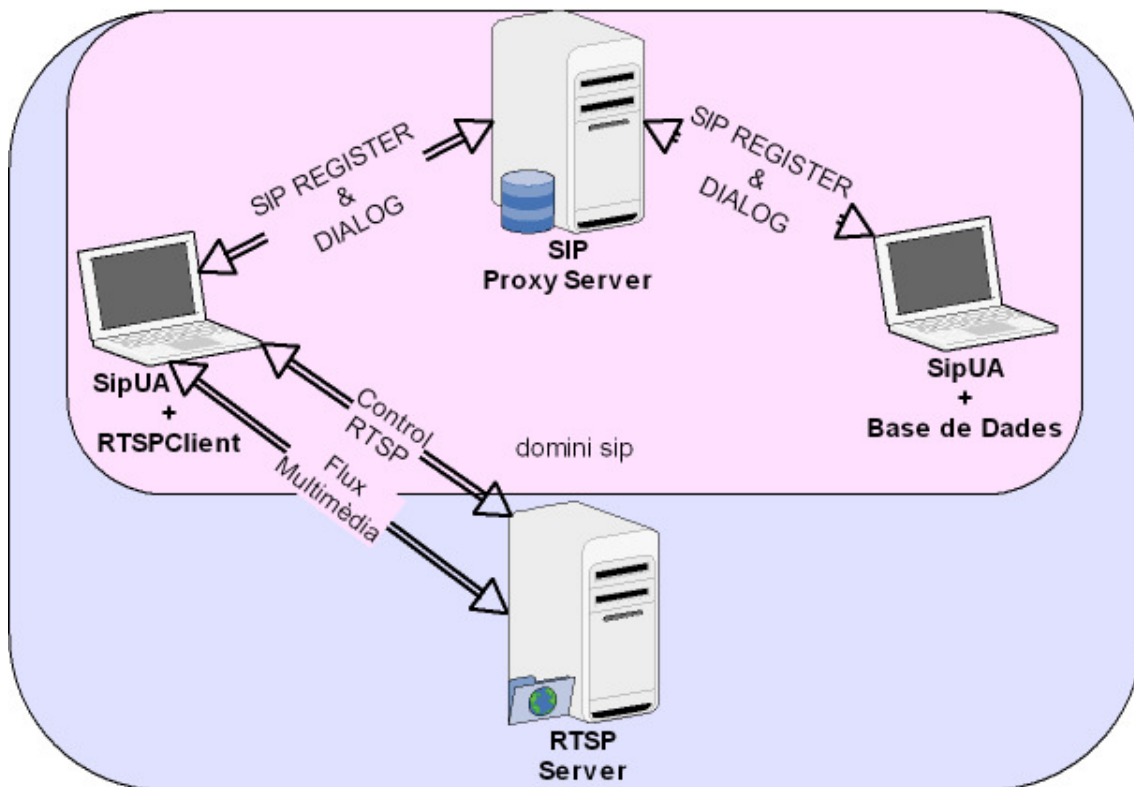 SIP REGISTER
&
DIALOG
SIP REGISTER
&
DIALOG
SIP
Proxy Server
SipUA
+
RTSPClient
SipUA
+
Base de Dades
Control
RTSP
domini sip
Flux
Multimèdia
RTSP
Server